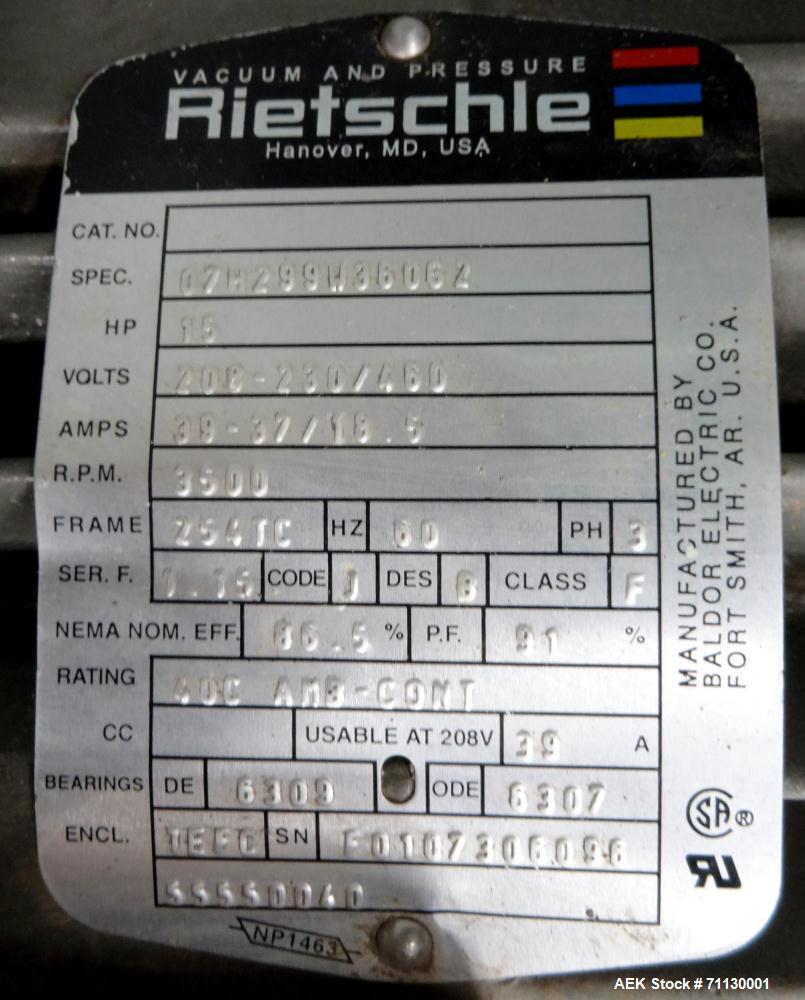 VACUUM AND PRESSURE
Rietschle
Hanover, MD, USA
CAT. NO.
SPEC. 07H299W360G2
HP 15
VOLTS 208-230/460
AMPS 39-37/18.5
R.P.M. 3500
FRAME 254TC HZ 60 PH 3
SER. F. 1.15 CODE J DES B CLASS F
NEMA NOM. EFF. 86.5 % P.F. 91 %
RATING 40C AMB-CONT
CC USABLE AT 208V 39 A
BEARINGS DE 6309 ODE 6307
ENCL. TEFC SN F0107306096
NP1463
MANUFACTURED BY
BALDOR ELECTRIC CO.
FORT SMITH, AR. U.S.A.
SA ®
AEK Stock # 71130001